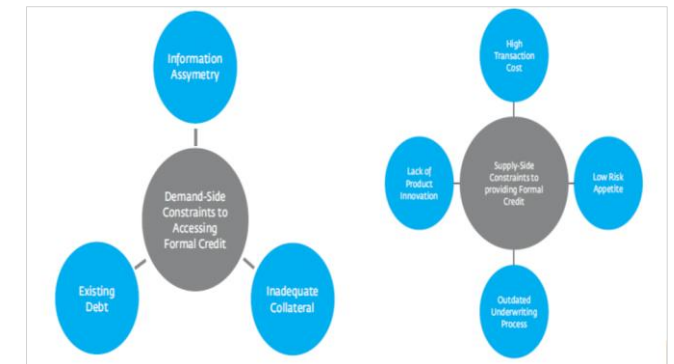 Information
Assymetry
Demand-Side
Constraints to
Accessing
Formal Credit
Existing
Debt
Inadequate
Collateral
High
Transaction
Cost
Lack of
Product
Innovation
Supply-Side
Constraints to
providing Formal
Credit
Low Risk
Appetite
Outdated
Underwriting
Process